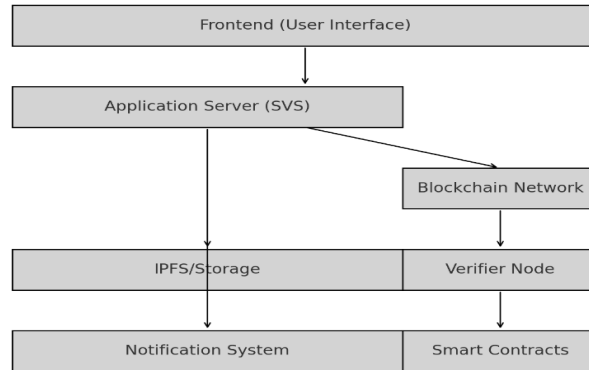 Frontend (User Interface)
Application Server (SVS)
Blockchain Network
IPFS/Storage
Verifier Node
Notification System
Smart Contracts